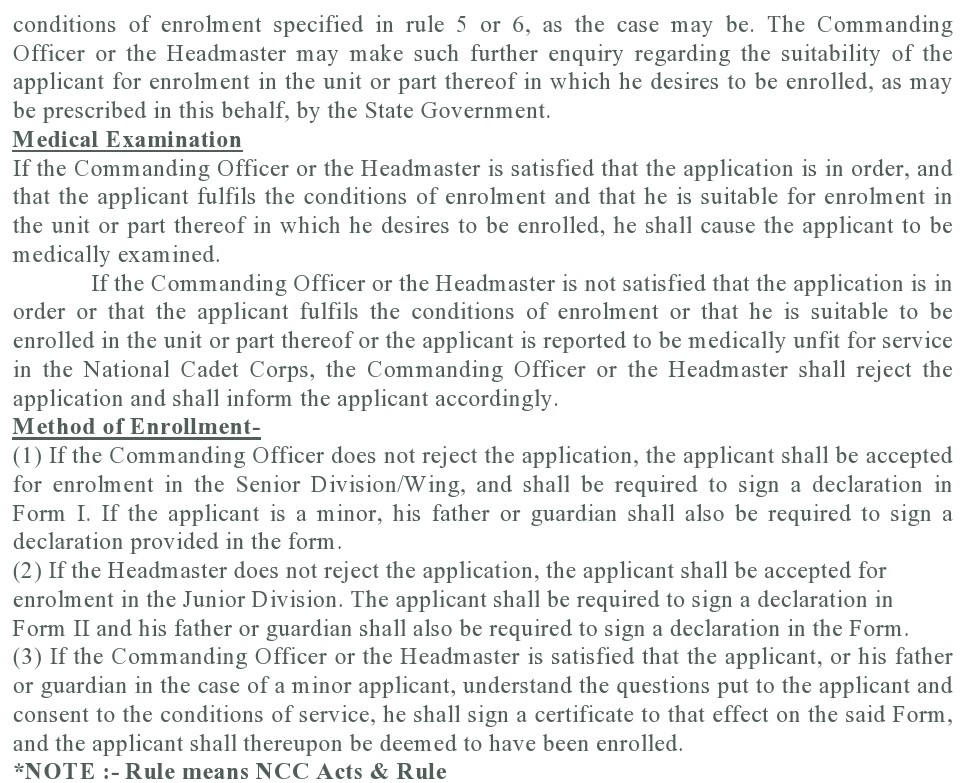 conditions of enrolment specified in rule 5 or 6, as the case may be. The Commanding
Officer or the Headmaster may make such further enquiry regarding the suitability of the
applicant for enrolment in the unit or part thereof in which he desires to be enrolled, as may
be prescribed in this behalf, by the State Government.
Medical Examination
If the Commanding Officer or the Headmaster is satisfied that the application is in order, and
that the applicant fulfils the conditions of enrolment and that he is suitable for enrolment in
the unit or part thereof in which he desires to be enrolled, he shall cause the applicant to be
medically examined.
If the Commanding Officer or the Headmaster is not satisfied that the application is in
order or that the applicant fulfils the conditions of enrolment or that he is suitable to be
enrolled in the unit or part thereof or the applicant is reported to be medically unfit for service
in the National Cadet Corps, the Commanding Officer or the Headmaster shall reject the
application and shall inform the applicant accordingly.
Method of Enrollment-
(1) If the Commanding Officer does not reject the application, the applicant shall be accepted
for enrolment in the Senior Division/Wing, and shall be required to sign a declaration in
Form I. If the applicant is a minor, his father or guardian shall also be required to sign a
declaration provided in the form.
(2) If the Headmaster does not reject the application, the applicant shall be accepted for
enrolment in the Junior Division. The applicant shall be required to sign a declaration in
Form II and his father or guardian shall also be required to sign a declaration in the Form.
(3) If the Commanding Officer or the Headmaster is satisfied that the applicant, or his father
or guardian in the case of a minor applicant, understand the questions put to the applicant and
consent to the conditions of service, he shall sign a certificate to that effect on the said Form,
and the applicant shall thereupon be deemed to have been enrolled.
*NOTE :- Rule means NCC Acts & Rule